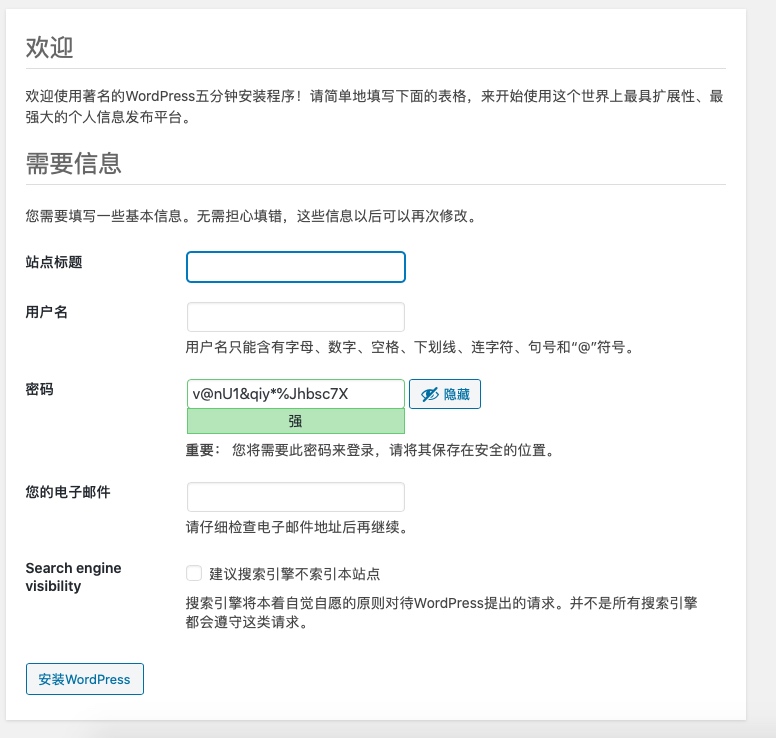 欢迎
欢迎使用著名的WordPress五分钟安装程序！请简单地填写下面的表格，来开始使用这个世界上最具扩展性、最
强大的个人信息发布平台。
需要信息
您需要填写一些基本信息。无需担心填错，这些信息以后可以再次修改。
站点标题
用户名
用户名只能含有字母、数字、空格、下划线、连字符、句号和“@”符号。
密码
v@nU1&qiy*%Jhbsc7X 隐藏
强
重要： 您将需要此密码来登录，请将其保存在安全的位置。
您的电子邮件
请仔细检查电子邮件地址后再继续。
Search engine
visibility
建议搜索引擎不索引本站点
搜索引擎将本着自觉自愿的原则对待WordPress提出的请求。并不是所有搜索引擎
都会遵守这类请求。
安装WordPress